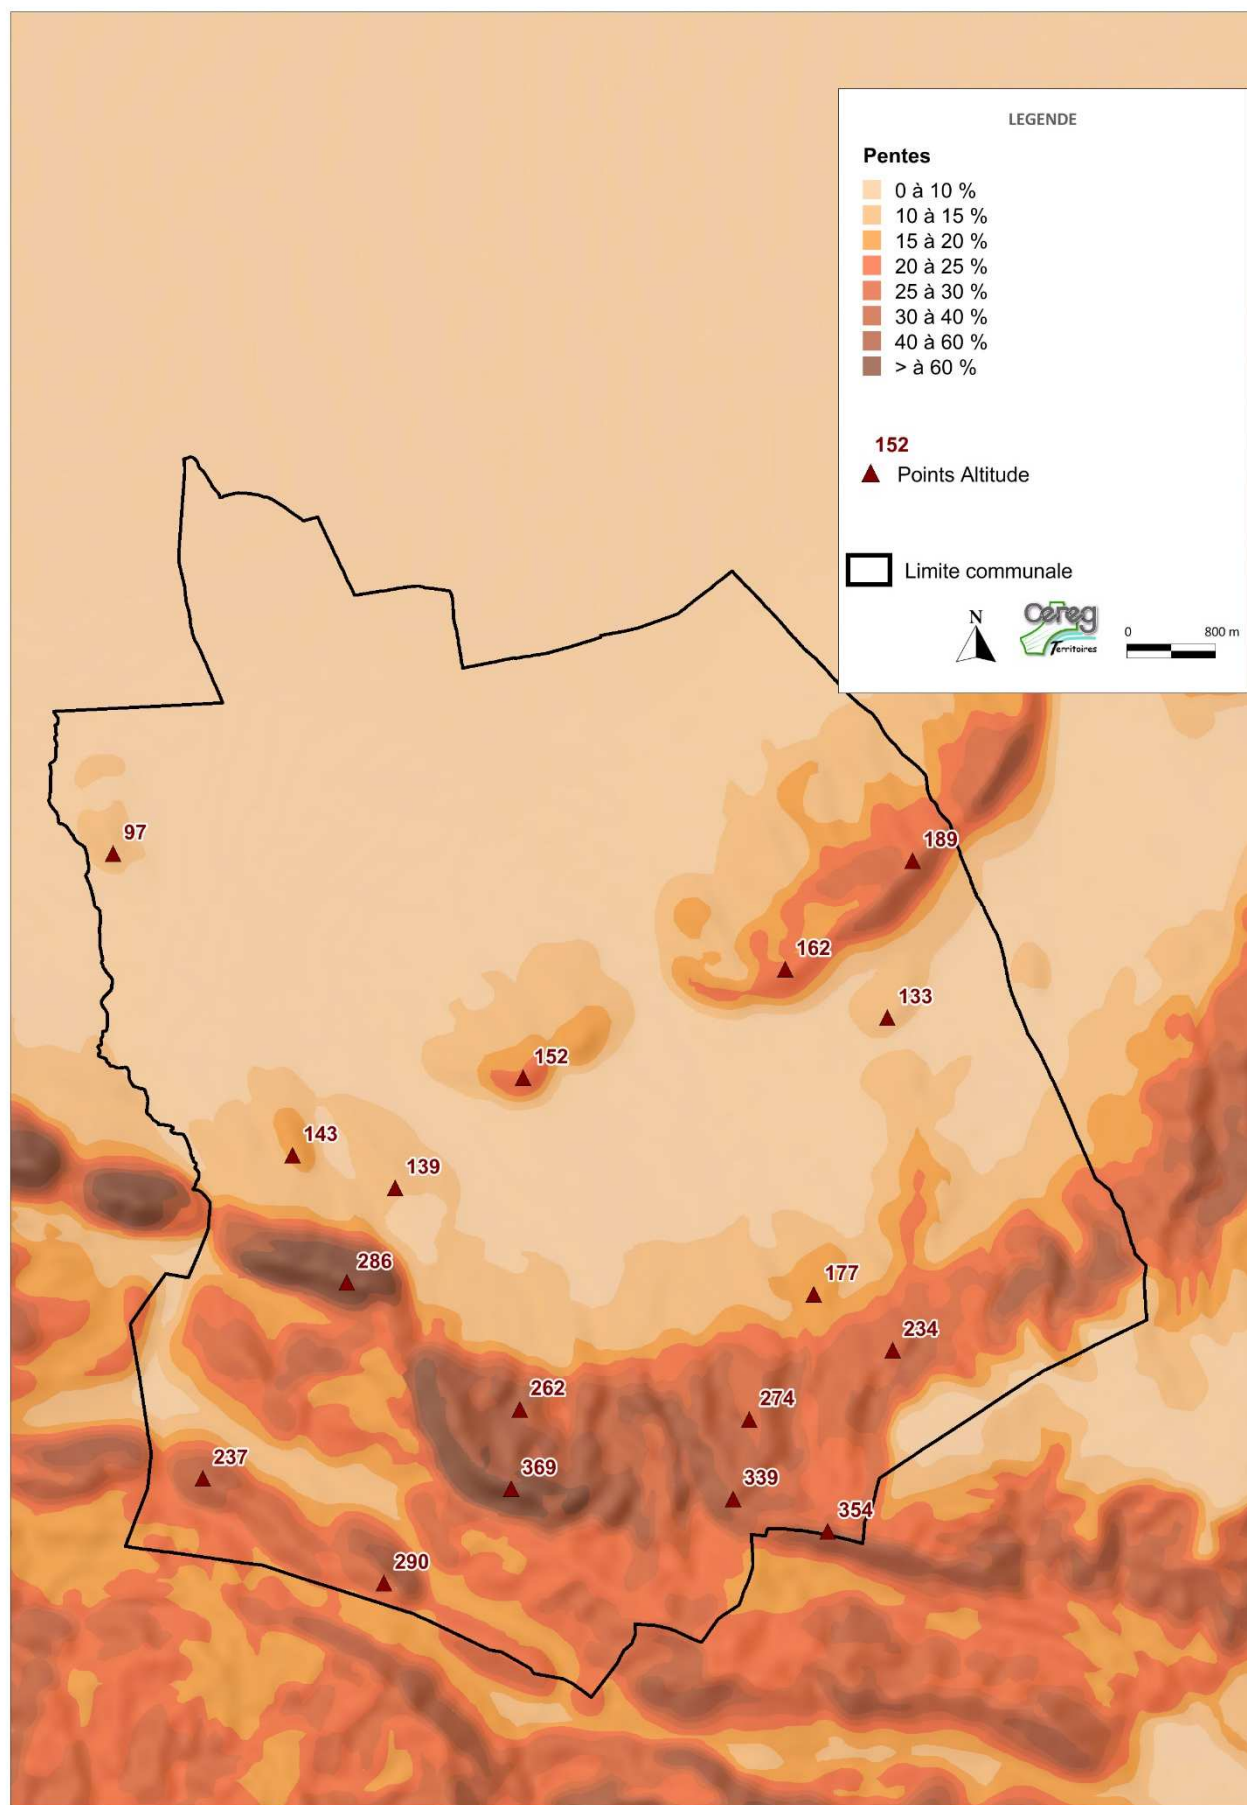 LEGENDE
Pentes
0 à 10 %
10 à 15 %
15 à 20 %
20 à 25 %
25 à 30 %
30 à 40 %
40 à 60 %
> à 60 %
152
Points Altitude
Limite communale
N
Cereg
Territoires
0 800 m
97
189
162
133
152
143
139
286
177
234
262
274
237
369
339
354
290